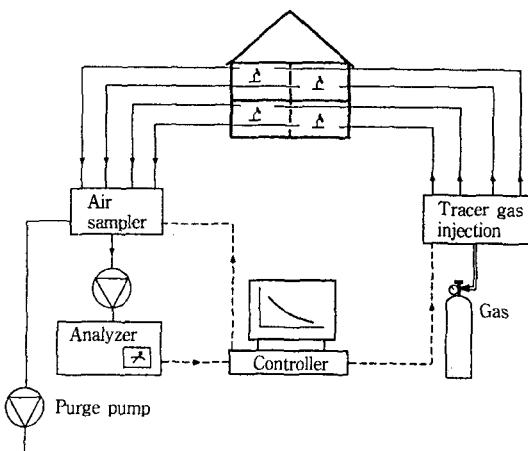 Air
sampler
Tracer gas
injection
Gas
Analyzer
Controller
Purge pump